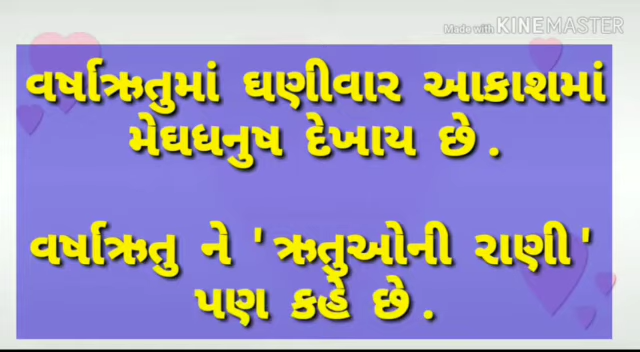 Made with KINEMASTER
વર્ષાઋતુમાં ઘણીવાર આકાશમાં
મેઘધનુષ દેખાય છે.
વર્ષાઋતુ ને 'ઋતુઓની રાણી'
પણ કહે છે.